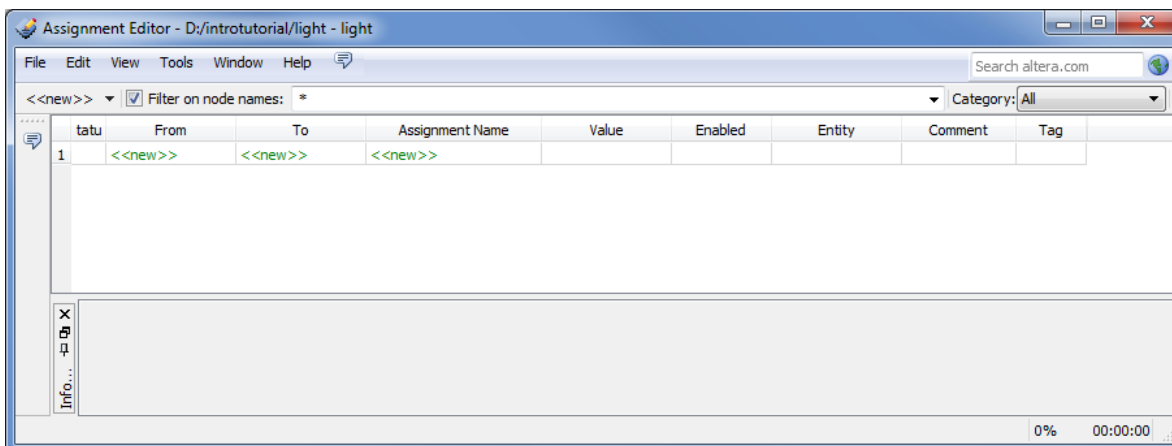 Assignment Editor - D:/introtutorial/light - light
File Edit View Tools Window Help Search altera.com
<<new>> Filter on node names: * Category: All
tatu From To Assignment Name Value Enabled Entity Comment Tag
1 <<new>> <<new>> <<new>>
Info...
0% 00:00:00